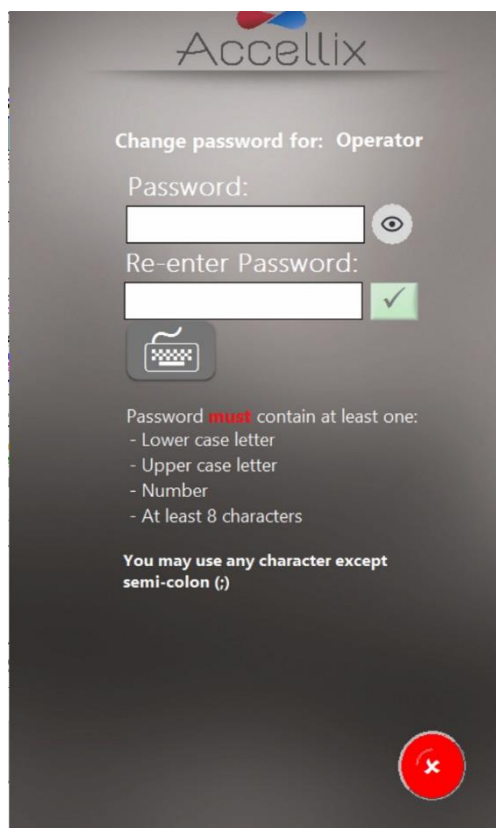 Accellix
Change password for: Operator
Password:
Re-enter Password:
Password must contain at least one:
- Lower case letter
- Upper case letter
- Number
- At least 8 characters
You may use any character except
semi-colon (;)